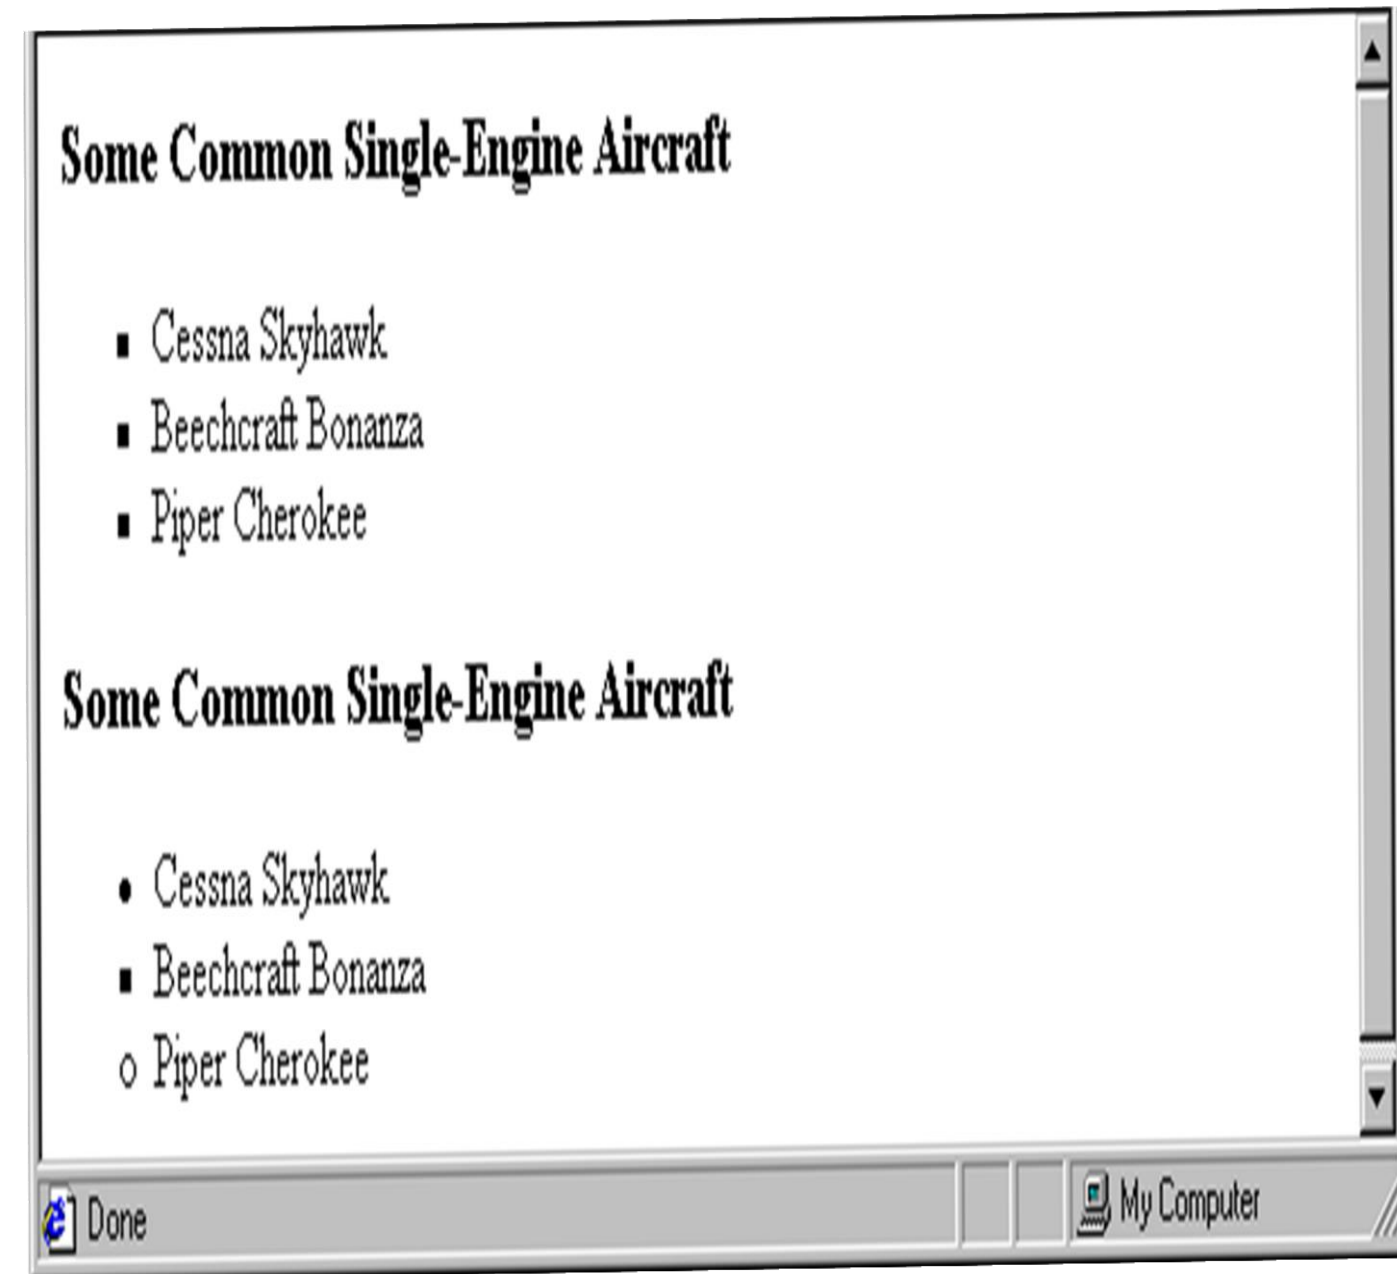 Some Common Single-Engine Aircraft
Cessna Skyhawk
Beechcraft Bonanza
Piper Cherokee
Some Common Single-Engine Aircraft
Cessna Skyhawk
Beechcraft Bonanza
Piper Cherokee
Done
My Computer